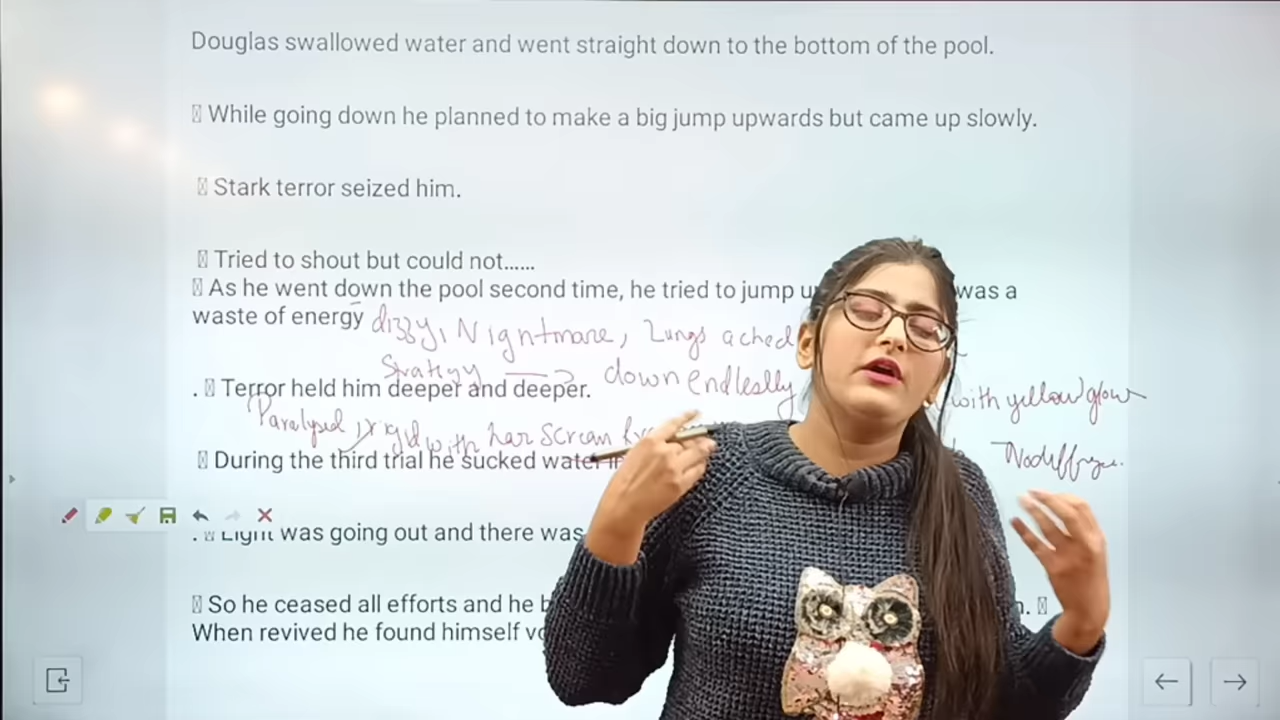 Douglas swallowed water and went straight down to the bottom of the pool.
While going down he planned to make a big jump upwards but came up slowly.
Stark terror seized him.
Tried to shout but could not......
As he went down the pool second time, he tried to jump was a
waste of energy dizzy, Nightmare, Lungs ached
Strategy down endlessly with yellow glow
. Terror held him deeper and deeper.
Paralysed, rigid with
During the third trial he sucked water
. Light was going out and there was
So he ceased all efforts and he
When revived he found himself